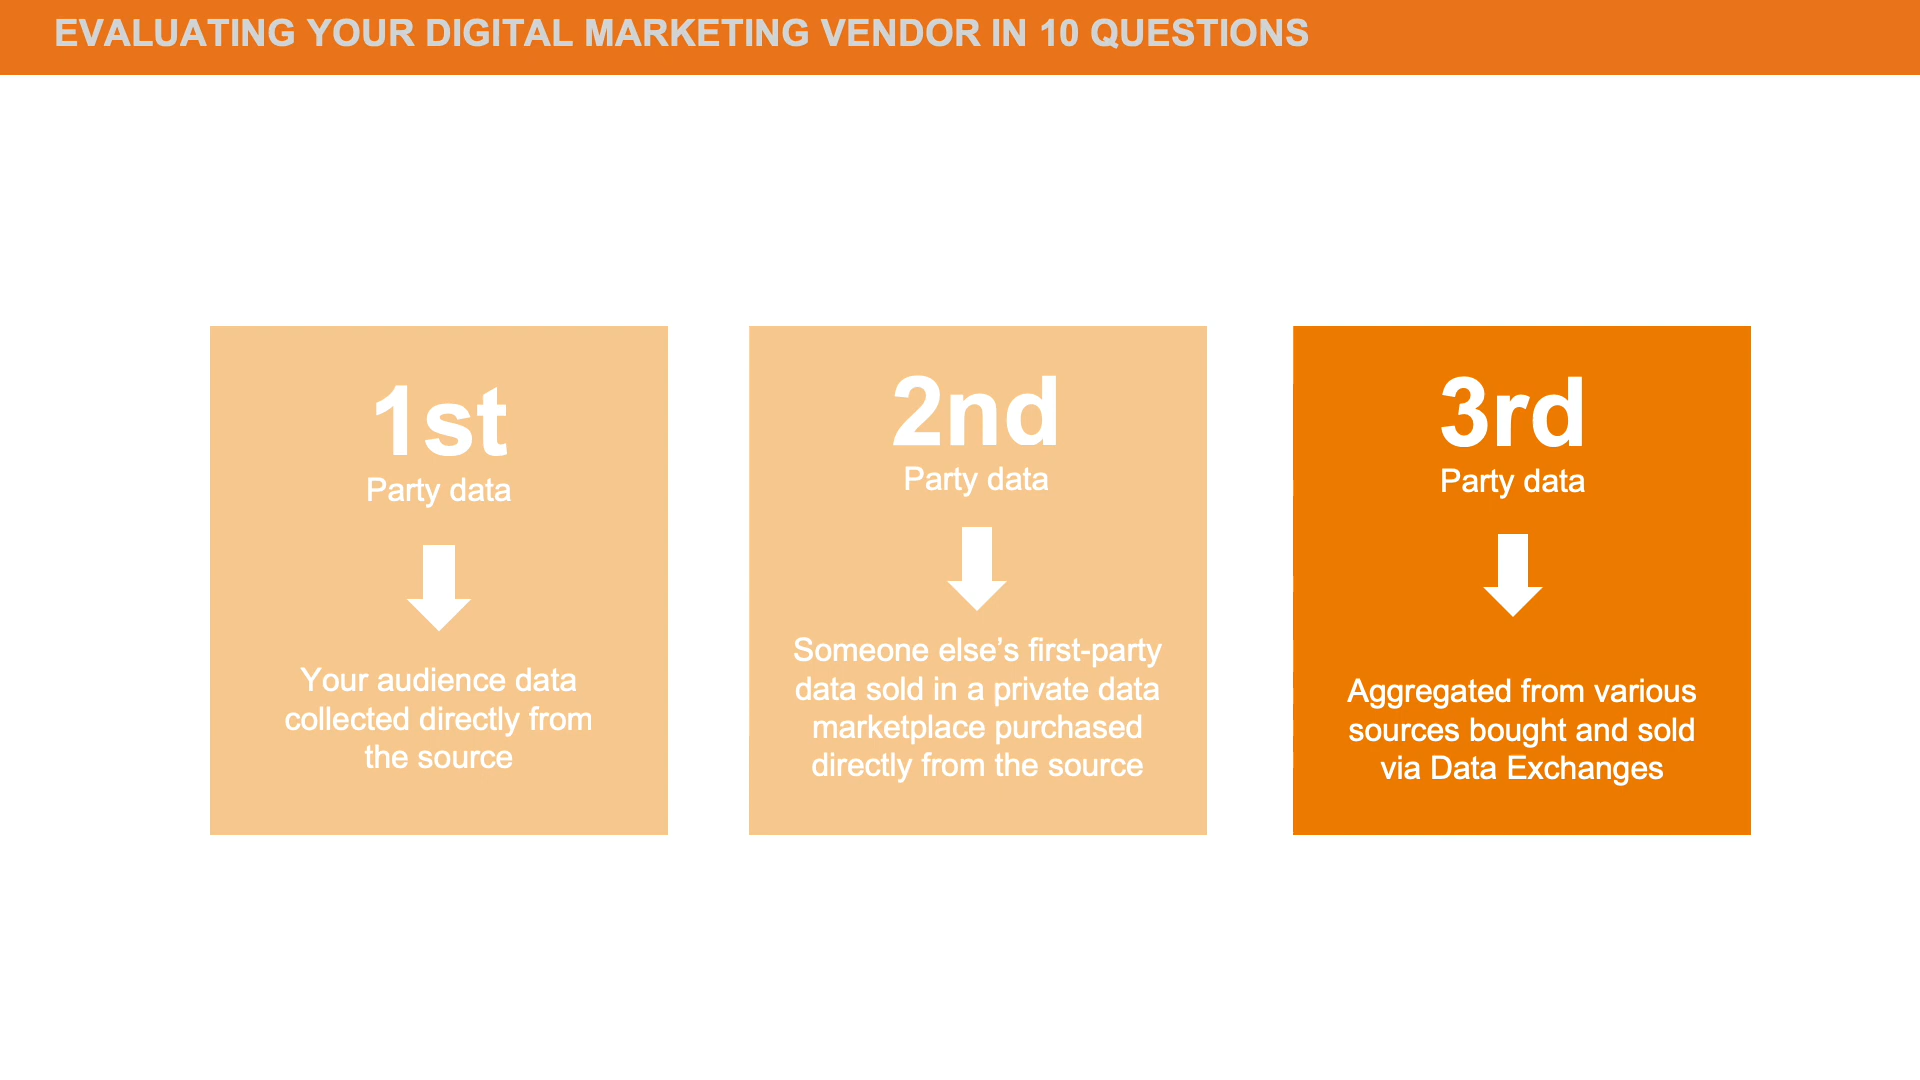 EVALUATING YOUR DIGITAL MARKETING VENDOR IN 10 QUESTIONS
1st
Party data
Your audience data
collected directly from
the source
2nd
Party data
Someone else’s first-party
data sold in a private data
marketplace purchased
directly from the source
3rd
Party data
Aggregated from various
sources bought and sold
via Data Exchanges